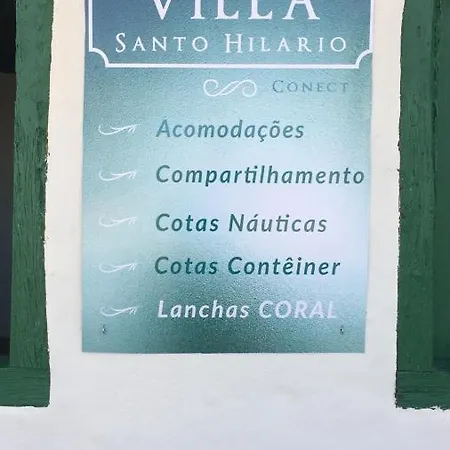 VILLA
SANTO HILARIO
CONECT
Acomodações
Compartilhamento
Cotas Náuticas
Cotas Contêiner
Lanchas CORAL